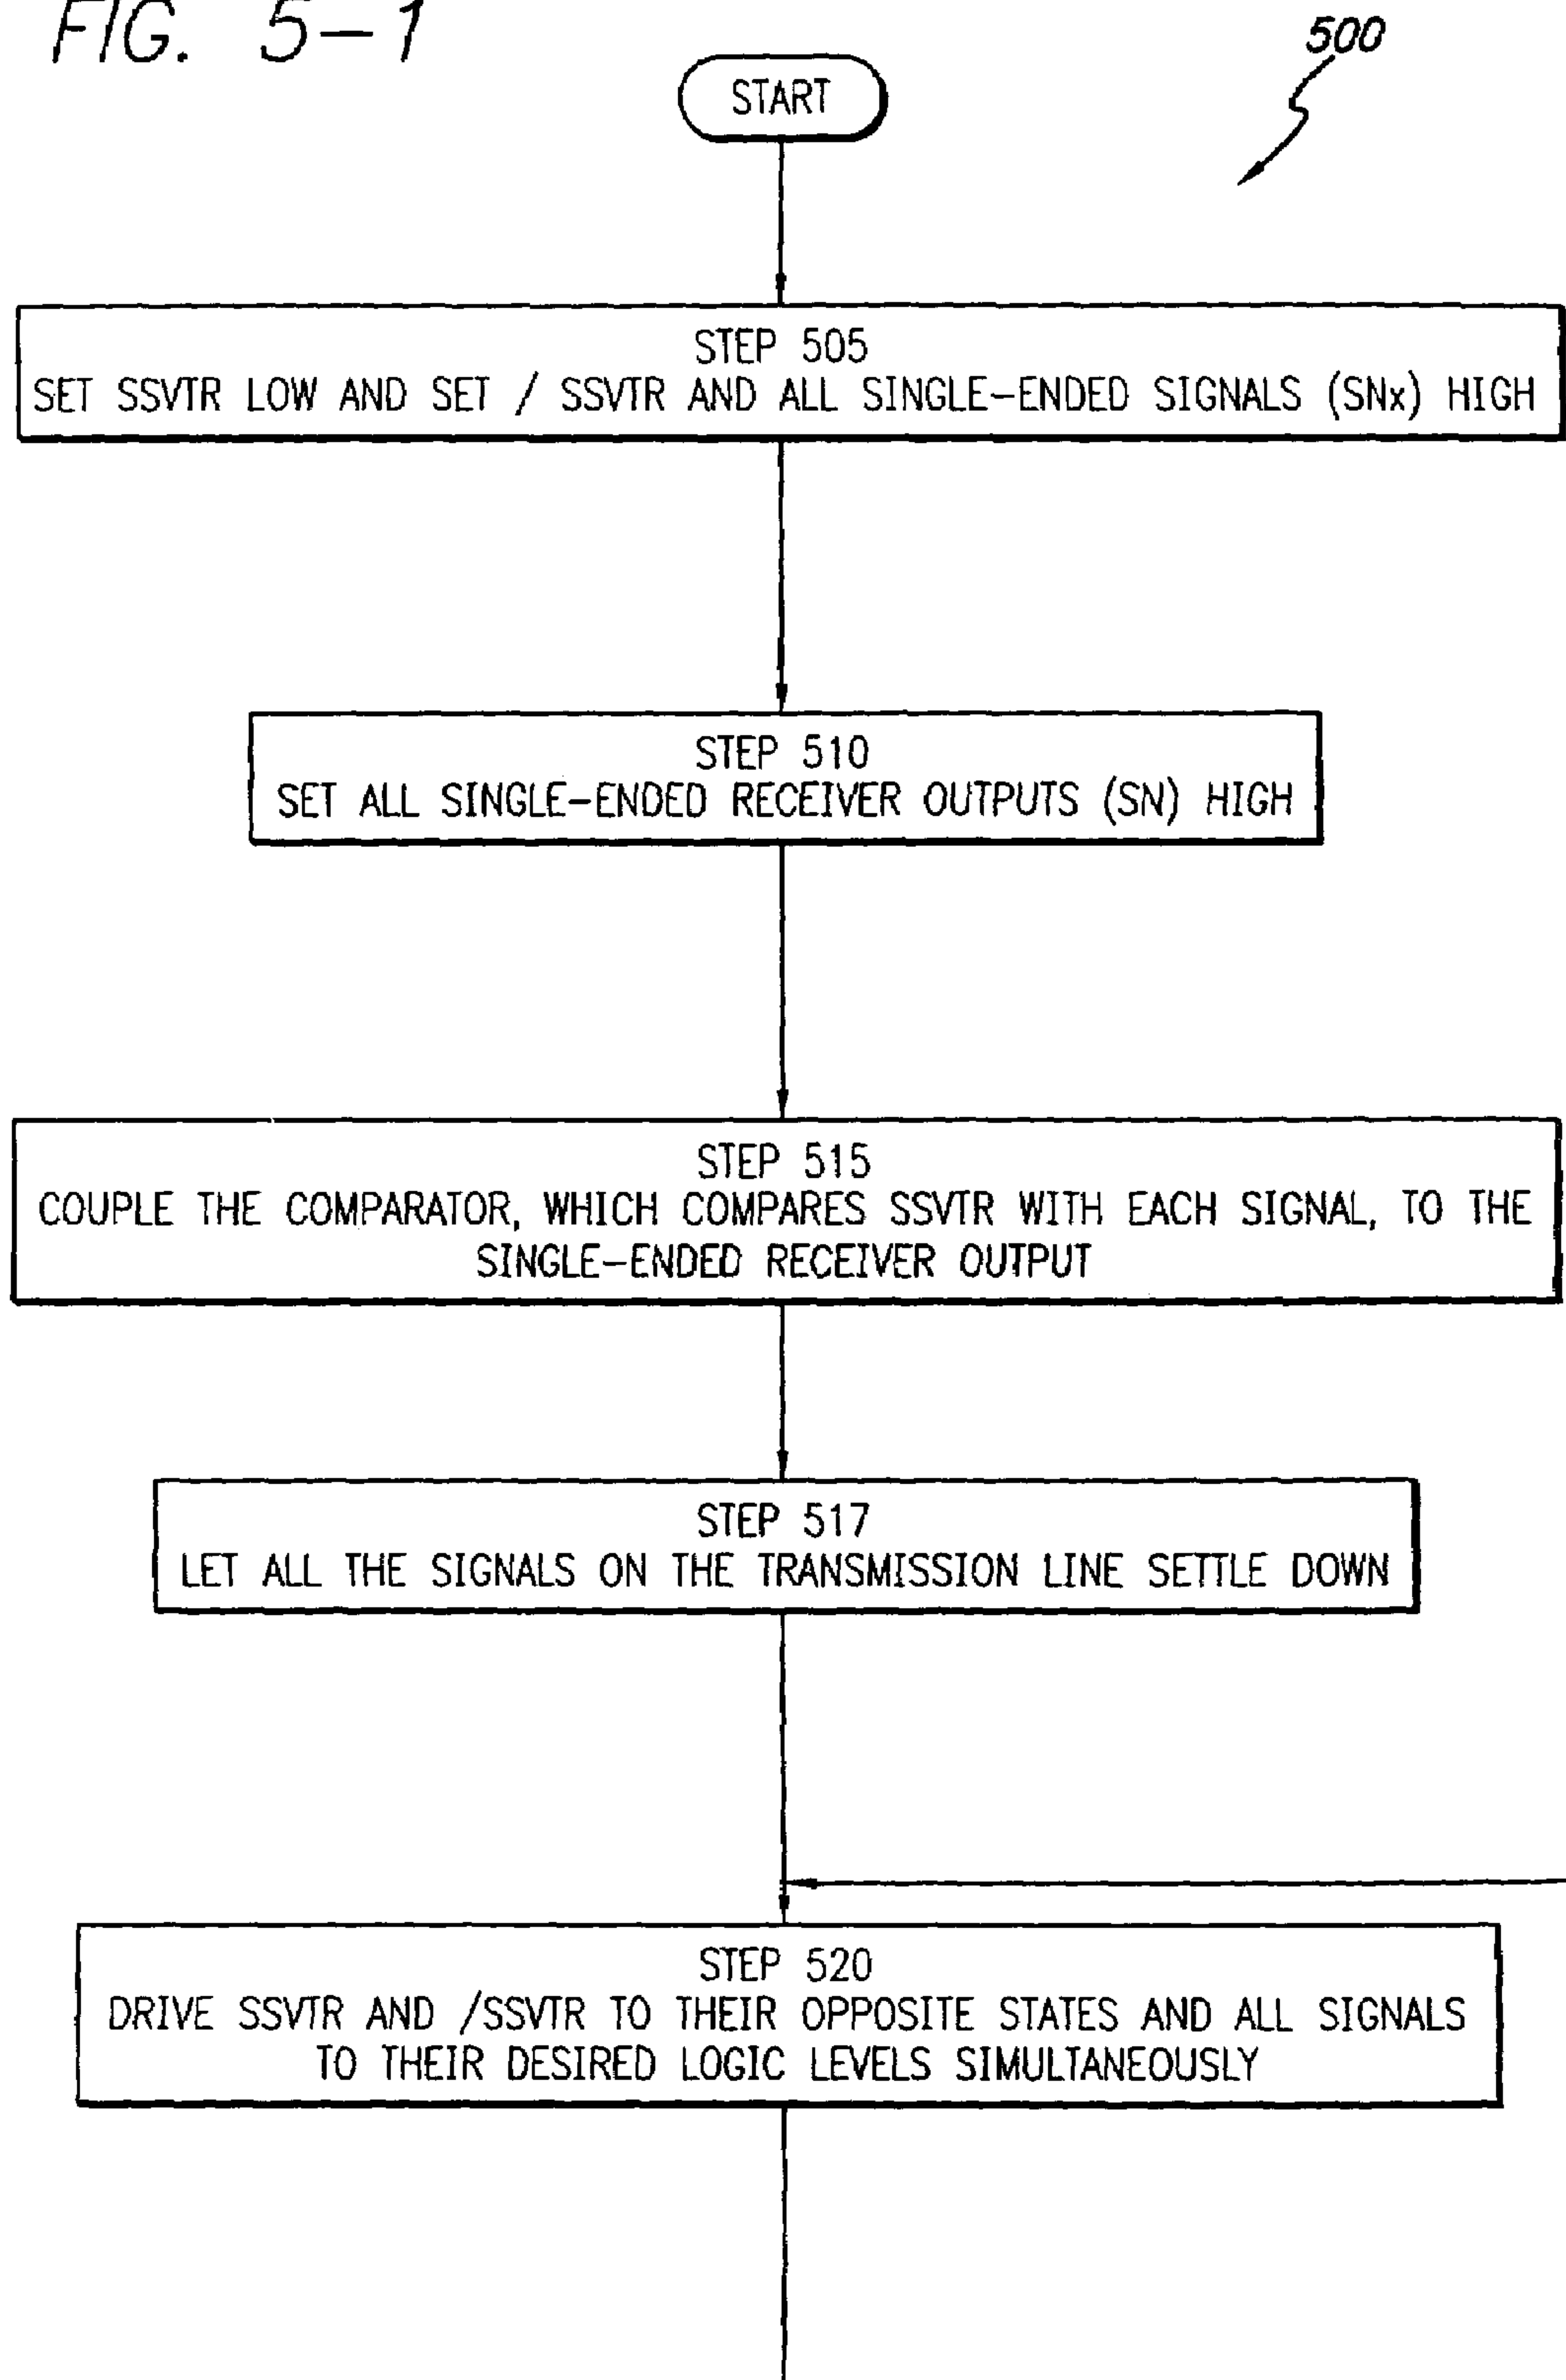 FIG. 5-1
500
START
STEP 505
SET SSVTR LOW AND SET / SSVTR AND ALL SINGLE-ENDED SIGNALS (SNx) HIGH
STEP 510
SET ALL SINGLE-ENDED RECEIVER OUTPUTS (SN) HIGH
STEP 515
COUPLE THE COMPARATOR, WHICH COMPARES SSVTR WITH EACH SIGNAL, TO THE
SINGLE-ENDED RECEIVER OUTPUT
STEP 517
LET ALL THE SIGNALS ON THE TRANSMISSION LINE SETTLE DOWN
STEP 520
DRIVE SSVTR AND /SSVTR TO THEIR OPPOSITE STATES AND ALL SIGNALS
TO THEIR DESIRED LOGIC LEVELS SIMULTANEOUSLY